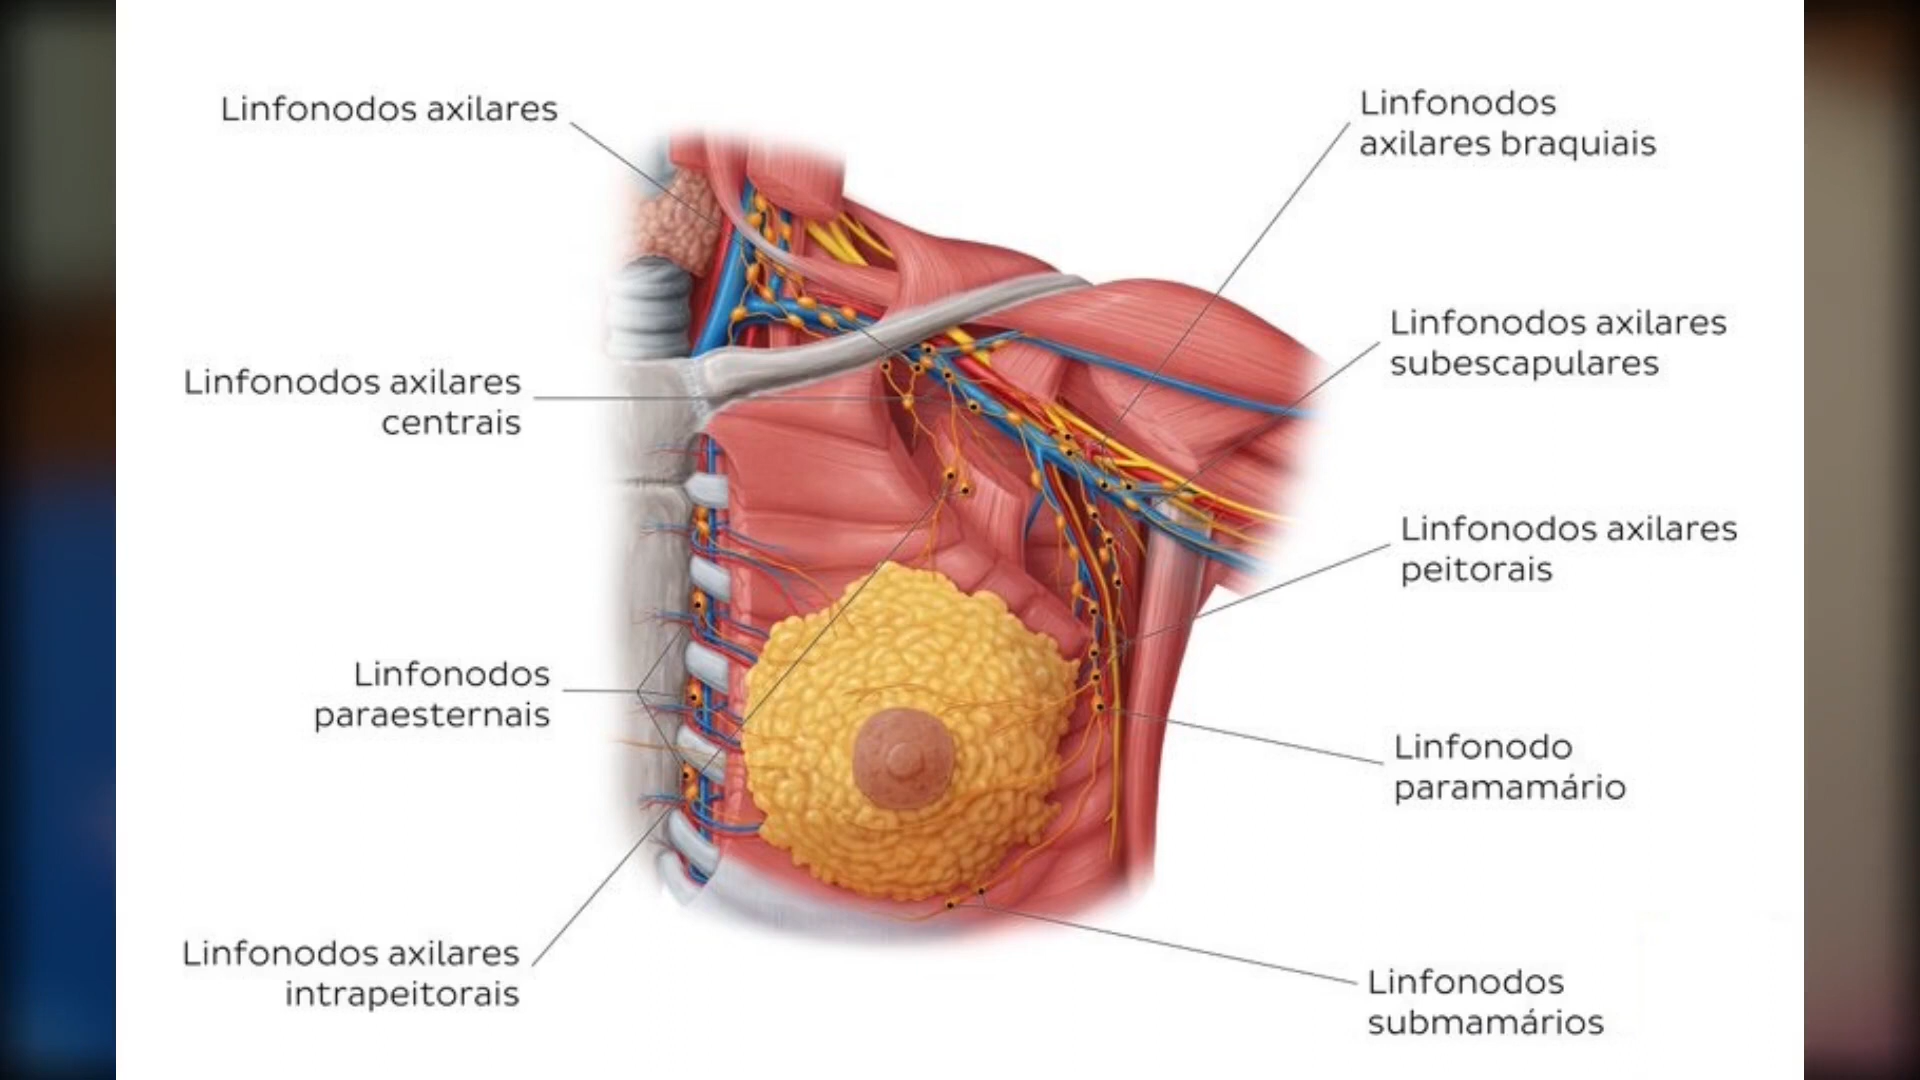 Linfonodos axilares
Linfonodos axilares
centrais
Linfonodos
paraesternais
Linfonodos axilares
intrapeitorais
Linfonodos
axilares braquiais
Linfonodos axilares
subescapulares
Linfonodos axilares
peitorais
Linfonodo
paramamário
Linfonodos
submamários